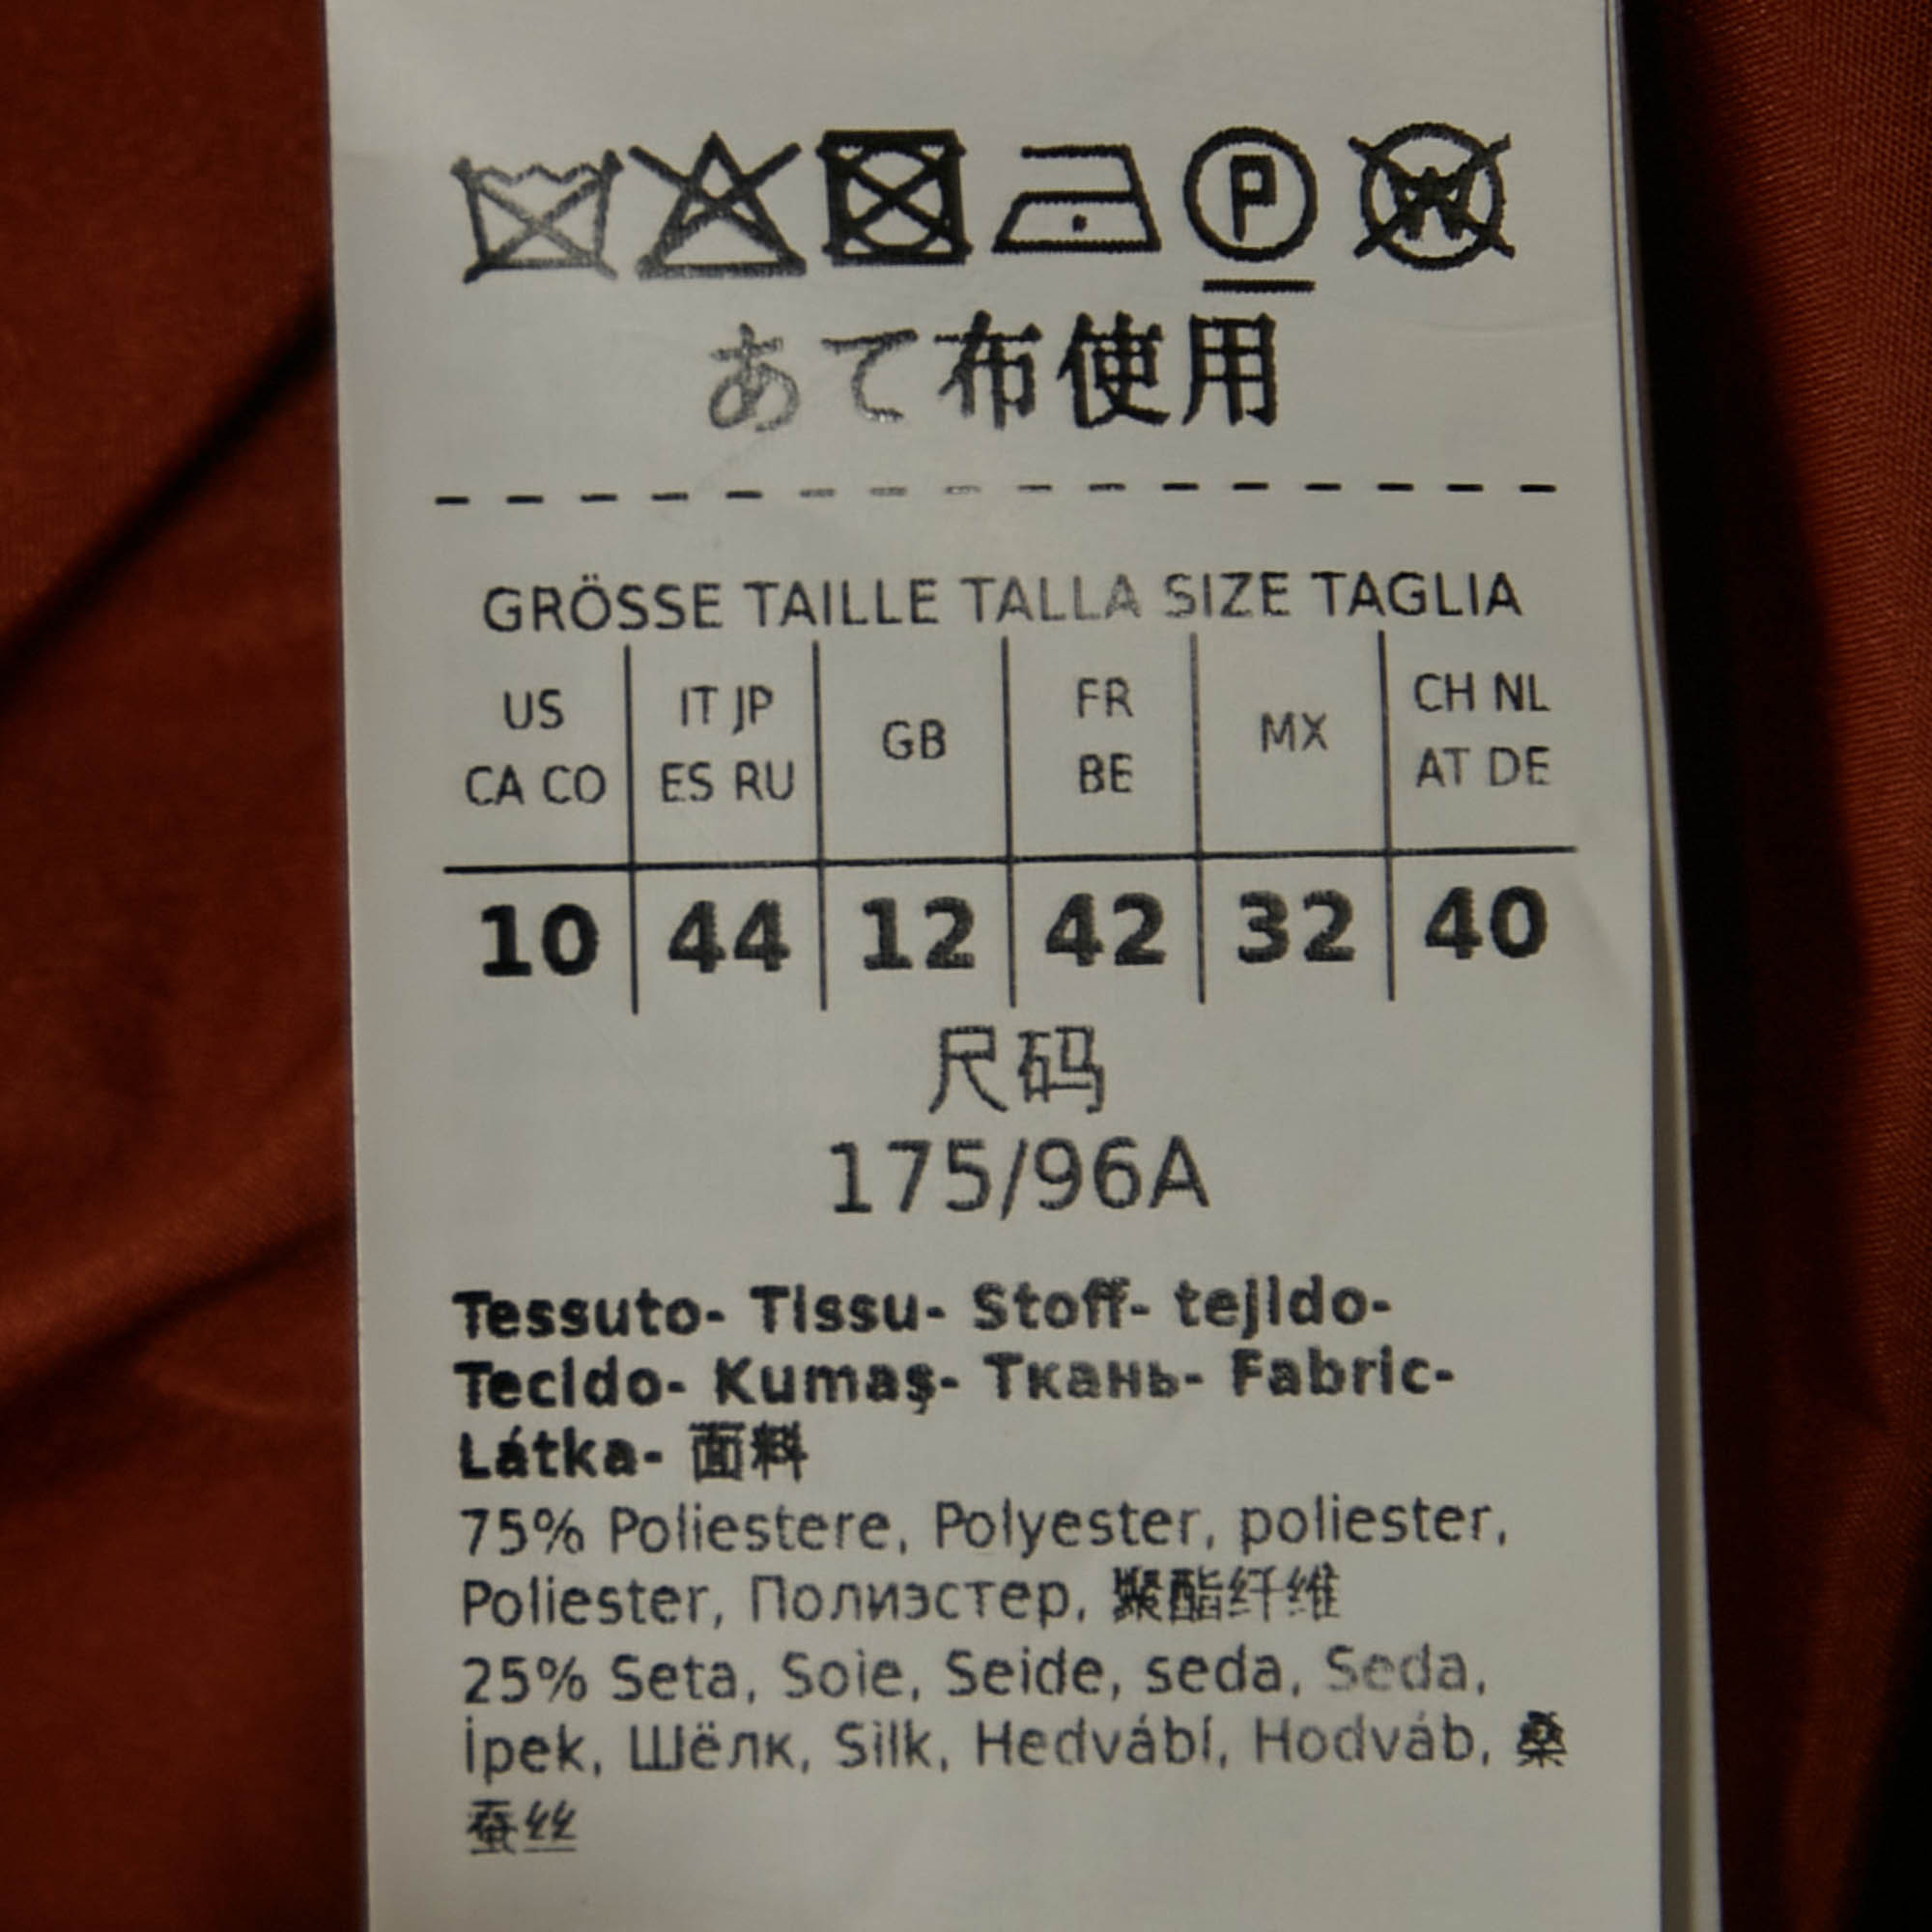 P W
あて布使用
GRÖSSE TAILLE TALLA SIZE TAGLIA
US CA CO IT JP ES RU GB FR BE MX CH NL AT DE
10 44 12 42 32 40
尺码
175/96A
Tessuto- Tissu- Stoff- tejido-
Tecido- Kumaş- Ткань- Fabric-
Látka- 面料
75% Poliestere, Polyester, poliester,
Poliester, Полиэстер, 聚酯纤维
25% Seta, Soie, Seide, seda, Seda,
İpek, Шёлк, Silk, Hedvábí, Hodváb, 桑
蚕丝